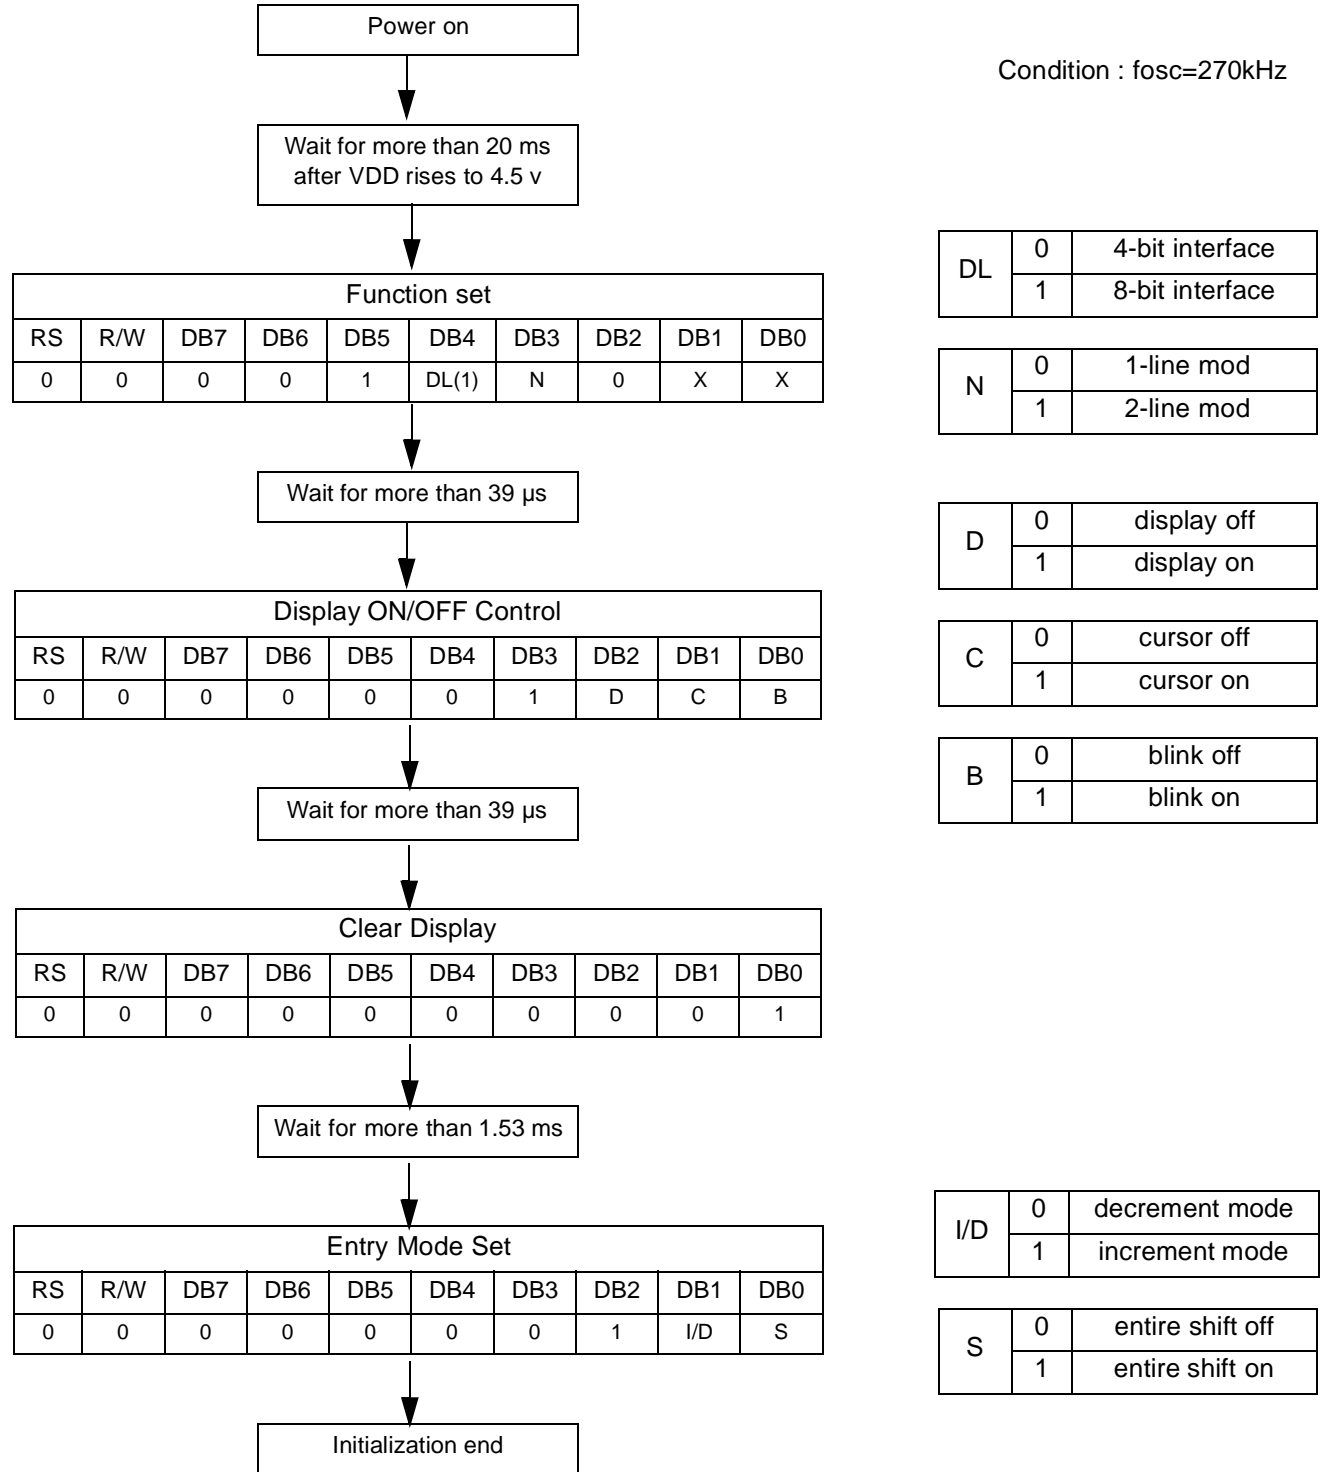 Power on
Condition : fosc=270kHz
Wait for more than 20 ms
after VDD rises to 4.5 v
DL 0 4-bit interface
1 8-bit interface
Function set
RS R/W DB7 DB6 DB5 DB4 DB3 DB2 DB1 DB0
0 0 0 0 1 DL(1) N 0 X X
N 0 1-line mod
1 2-line mod
Wait for more than 39 μs
D 0 display off
1 display on
Display ON/OFF Control
RS R/W DB7 DB6 DB5 DB4 DB3 DB2 DB1 DB0
0 0 0 0 0 0 1 D C B
C 0 cursor off
1 cursor on
B 0 blink off
1 blink on
Wait for more than 39 μs
Clear Display
RS R/W DB7 DB6 DB5 DB4 DB3 DB2 DB1 DB0
0 0 0 0 0 0 0 0 0 1
Wait for more than 1.53 ms
I/D 0 decrement mode
1 increment mode
Entry Mode Set
RS R/W DB7 DB6 DB5 DB4 DB3 DB2 DB1 DB0
0 0 0 0 0 0 0 1 I/D S
S 0 entire shift off
1 entire shift on
Initialization end